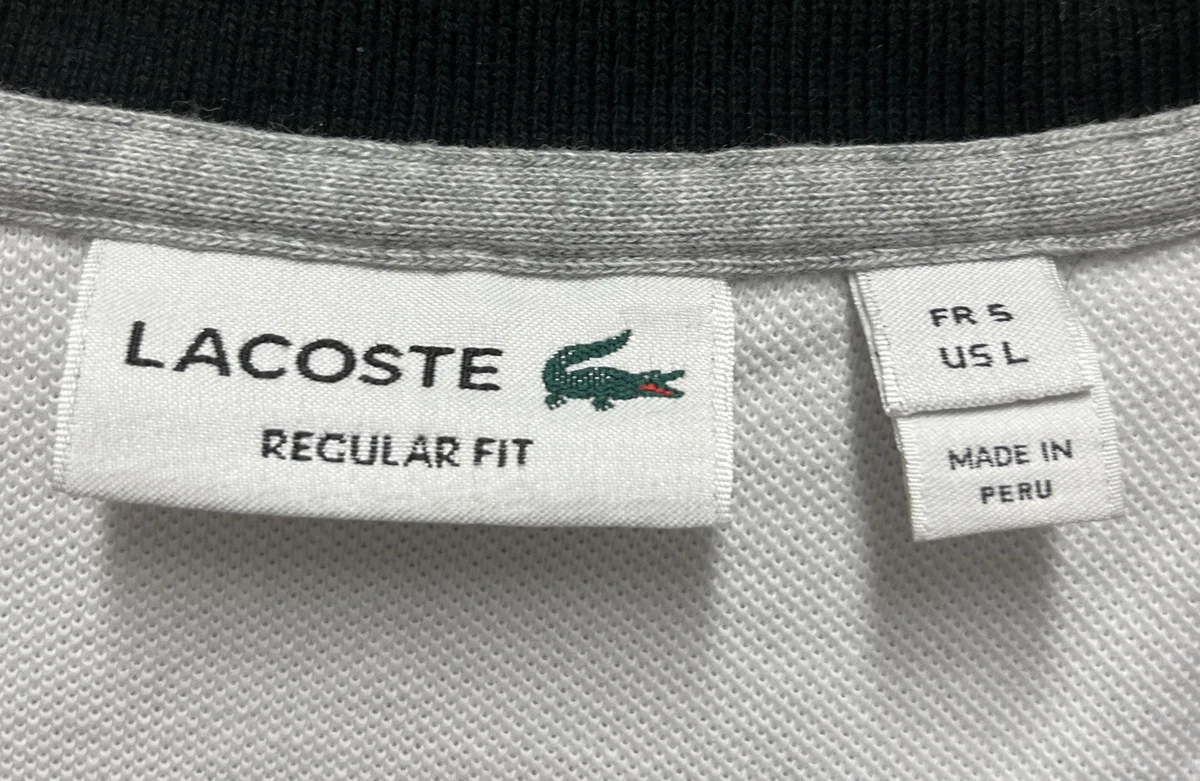 LACOSTE
REGULAR FIT
FR 5
US L
MADE IN
PERU